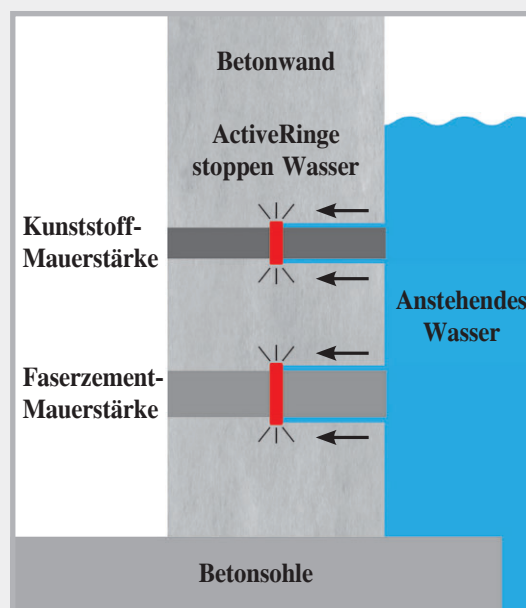 Betonwand
ActiveRinge
stoppen Wasser
Kunststoff-
Mauerstärke
Anstehendes
Wasser
Faserzement-
Mauerstärke
Betonsohle